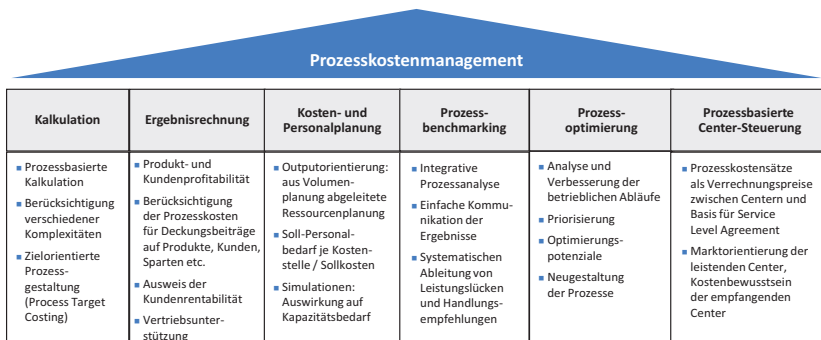 Prozesskostenmanagement
Kalkulation
Ergebnisrechnung
Kosten- und
Personalplanung
Prozess-
benchmarking
Prozess-
optimierung
Prozessbasierte
Center-Steuerung
■ Prozessbasierte
Kalkulation
■ Berücksichtigung
verschiedener
Komplexitäten
■ Zielorientierte
Prozess-
gestaltung
(Process Target
Costing)
■ Produkt- und
Kundenprofitabilität
■ Berücksichtigung
der Prozesskosten
für Deckungsbeiträge
auf Produkte, Kunden,
Sparten etc.
■ Ausweis der
Kundenrentabilität
■ Vertriebsunter-
stützung
■ Outputorientierung:
aus Volumen-
planung abgeleitete
Ressourcenplanung
■ Soll-Personal-
bedarf je Kosten-
stelle / Sollkosten
■ Simulationen:
Auswirkung auf
Kapazitätsbedarf
■ Integrative
Prozessanalyse
■ Einfache Kommu-
nikation der
Ergebnisse
■ Systematischen
Ableitung von
Leistungslücken
und Handlungs-
empfehlungen
■ Analyse und
Verbesserung der
betrieblichen Abläufe
■ Priorisierung
■ Optimierungs-
potenziale
■ Neugestaltung
der Prozesse
■ Prozesskostensätze
als Verrechnungspreise
zwischen Centern und
Basis für Service
Level Agreement
■ Marktorientierung der
leistenden Center,
Kostenbewusstsein
der empfangenden
Center